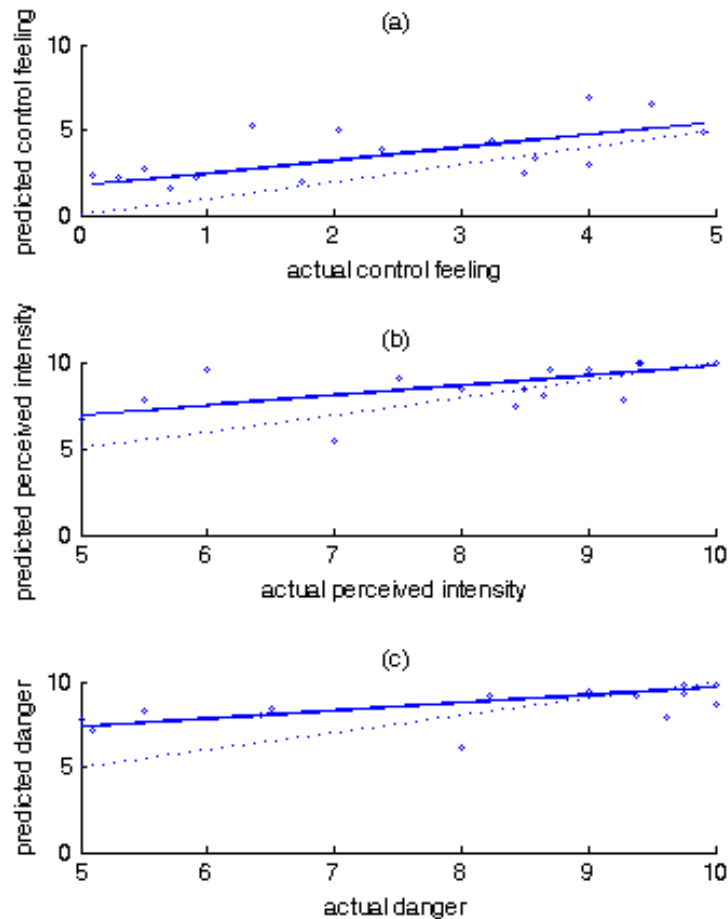 (a)
10
5
0
predicted control feeling
0 1 2 3 4 5
actual control feeling
(b)
10
5
0
predicted perceived intensity
5 6 7 8 9 10
actual perceived intensity
(c)
10
5
0
predicted danger
5 6 7 8 9 10
actual danger